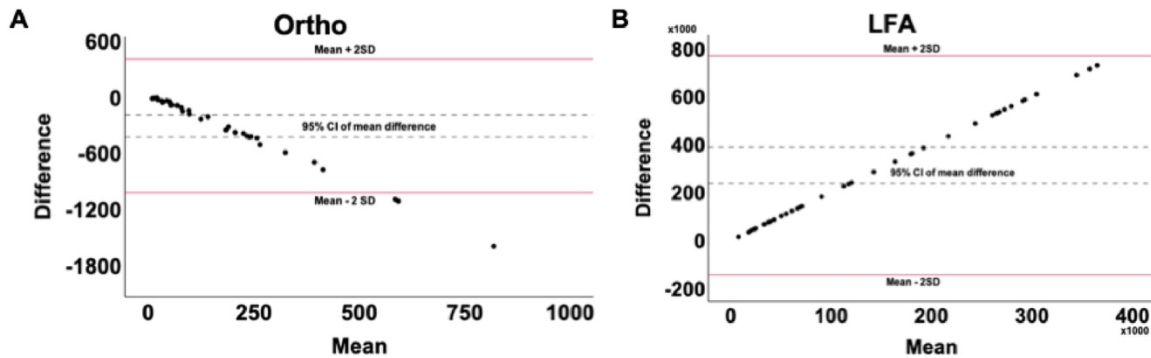 A
Ortho
600
0
-600
-1200
-1800
Difference
Mean + 2SD
95% CI of mean difference
Mean - 2 SD
0 250 500 750 1000
Mean
B
LFA
x1000
800
600
400
200
0
-200
Difference
Mean + 2SD
95% CI of mean difference
Mean - 2SD
0 100 200 300 400
x1000
Mean